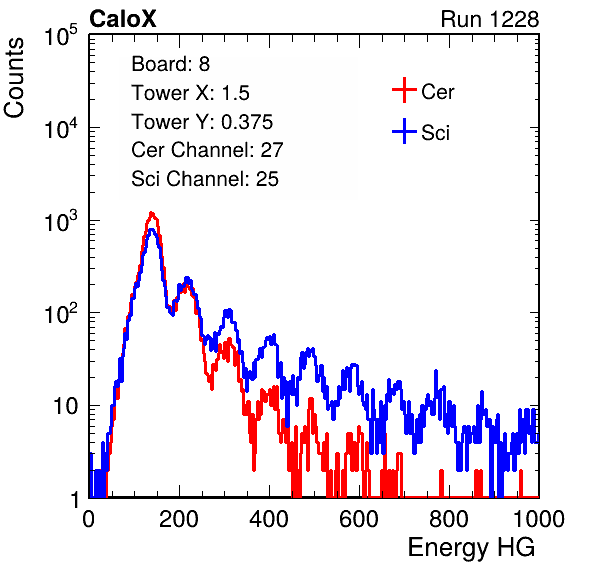 CaloX Run 1228
Counts
Board: 8
Tower X: 1.5
Tower Y: 0.375
Cer Channel: 27
Sci Channel: 25
Cer
Sci
10^5
10^4
10^3
10^2
10
1
0 200 400 600 800 1000
Energy HG